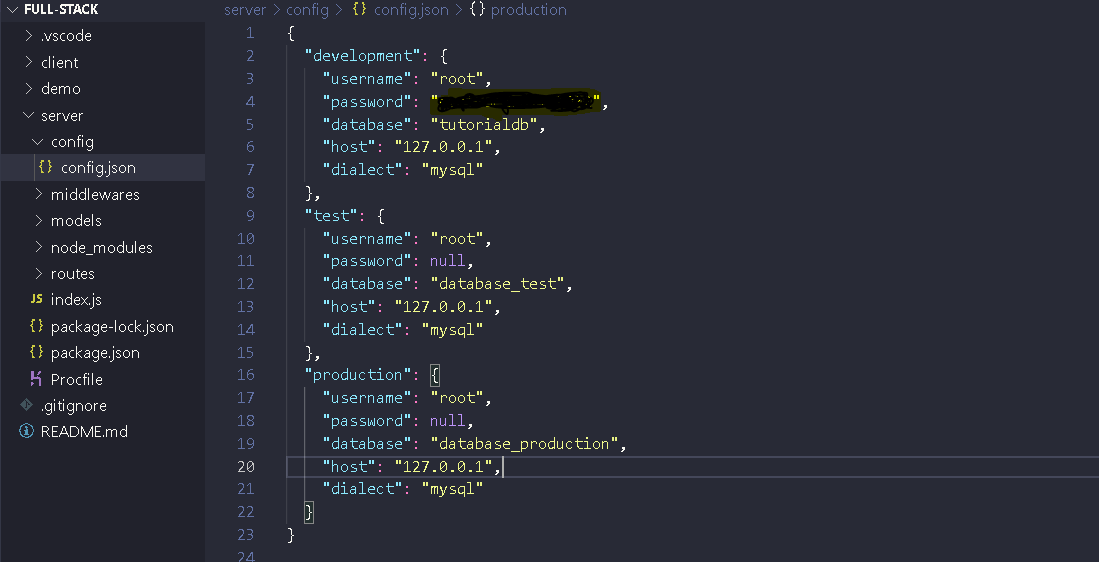 FULL-STACK
.vscode
client
demo
server
config
config.json
middlewares
models
node_modules
routes
JS index.js
{} package-lock.json
{} package.json
Procfile
.gitignore
README.md
server > config > {} config.json > {} production
1 {
2 "development": {
3 "username": "root",
4 "password": "",
5 "database": "tutorialdb",
6 "host": "127.0.0.1",
7 "dialect": "mysql"
8 },
9 "test": {
10 "username": "root",
11 "password": null,
12 "database": "database_test",
13 "host": "127.0.0.1",
14 "dialect": "mysql"
15 },
16 "production": {
17 "username": "root",
18 "password": null,
19 "database": "database_production",
20 "host": "127.0.0.1",
21 "dialect": "mysql"
22 }
23 }
24